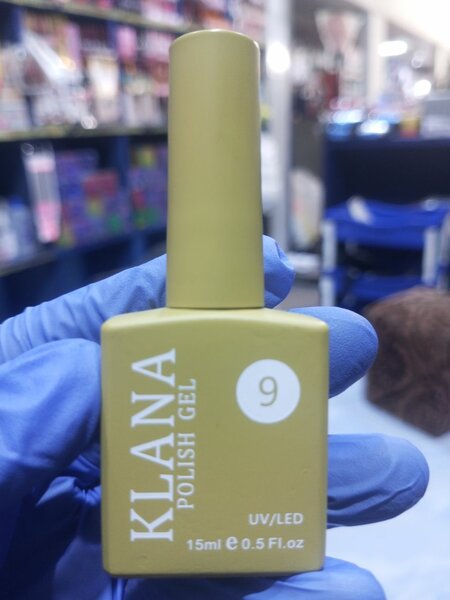 KLANA
POLISH GEL
9
UV/LED
15ml e 0.5 Fl.oz